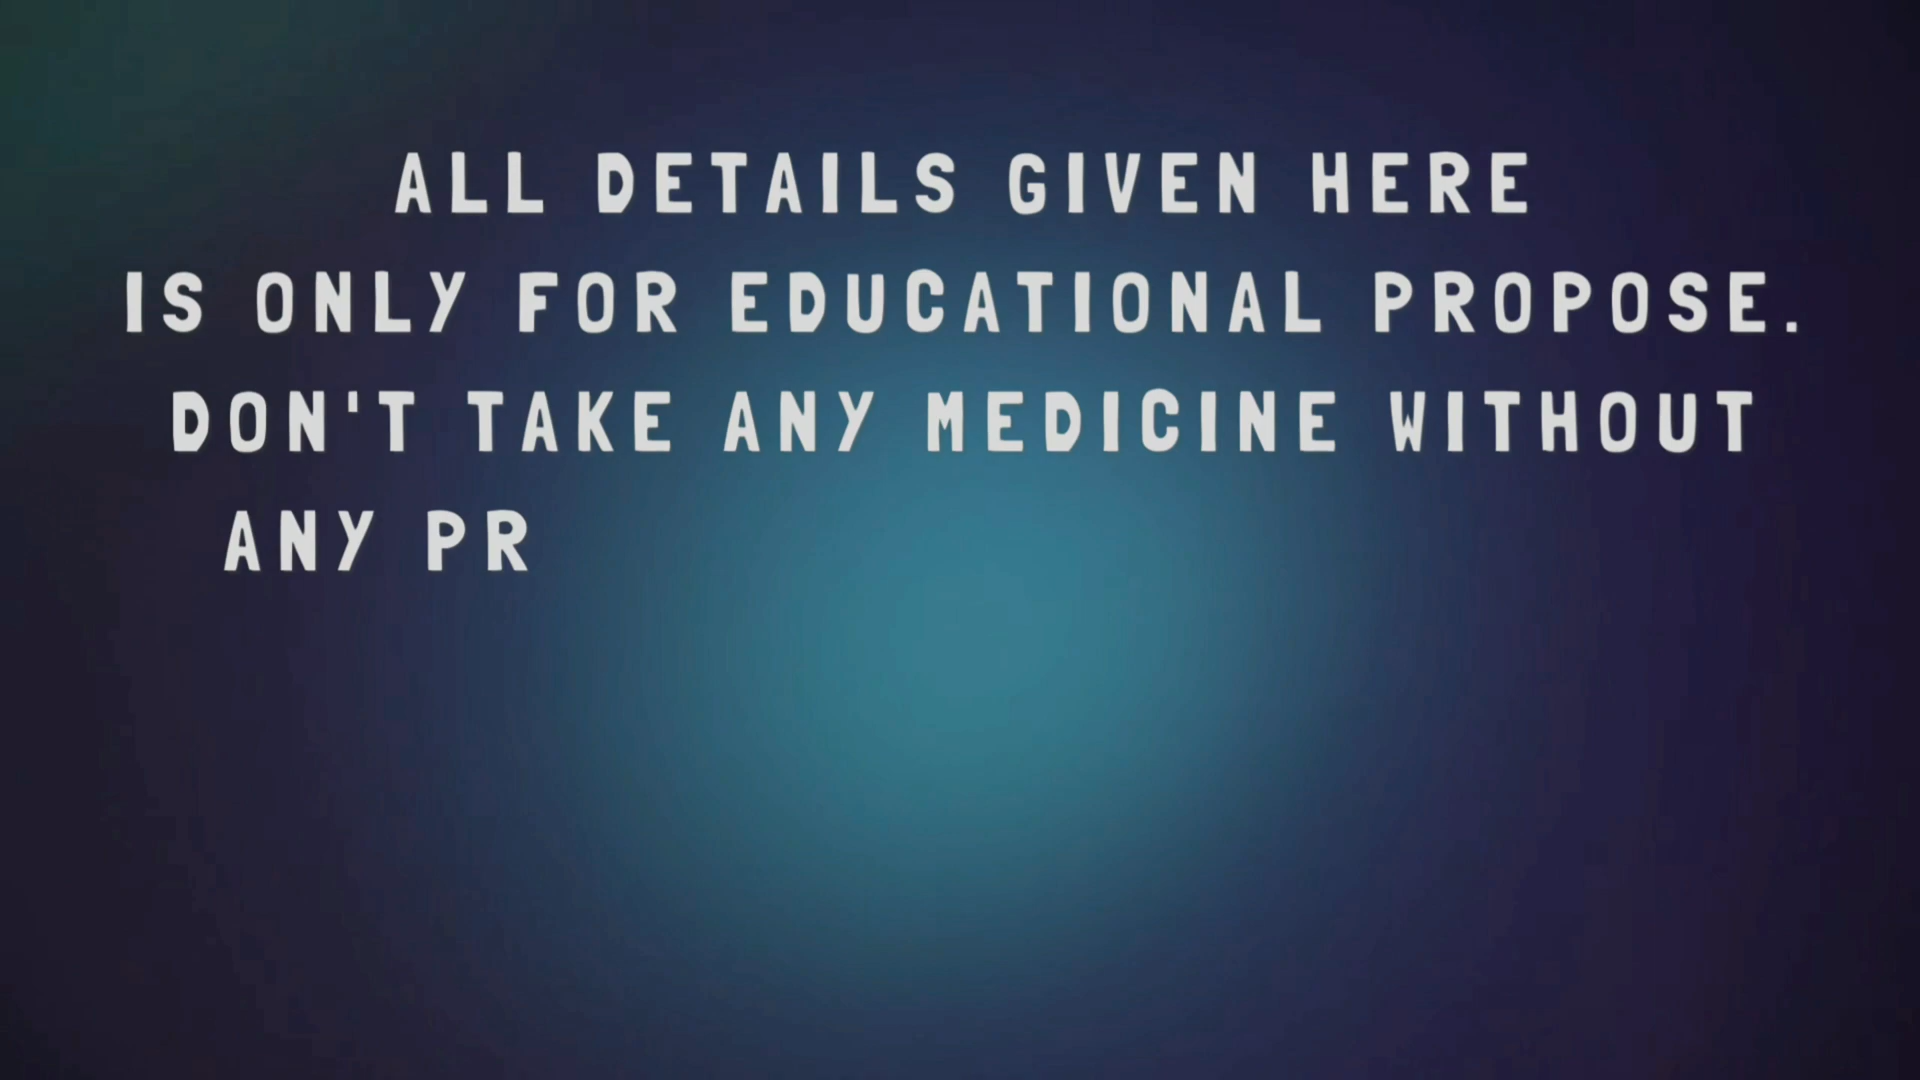 ALL DETAILS GIVEN HERE
IS ONLY FOR EDUCATIONAL PROPOSE.
DON'T TAKE ANY MEDICINE WITHOUT
ANY PR